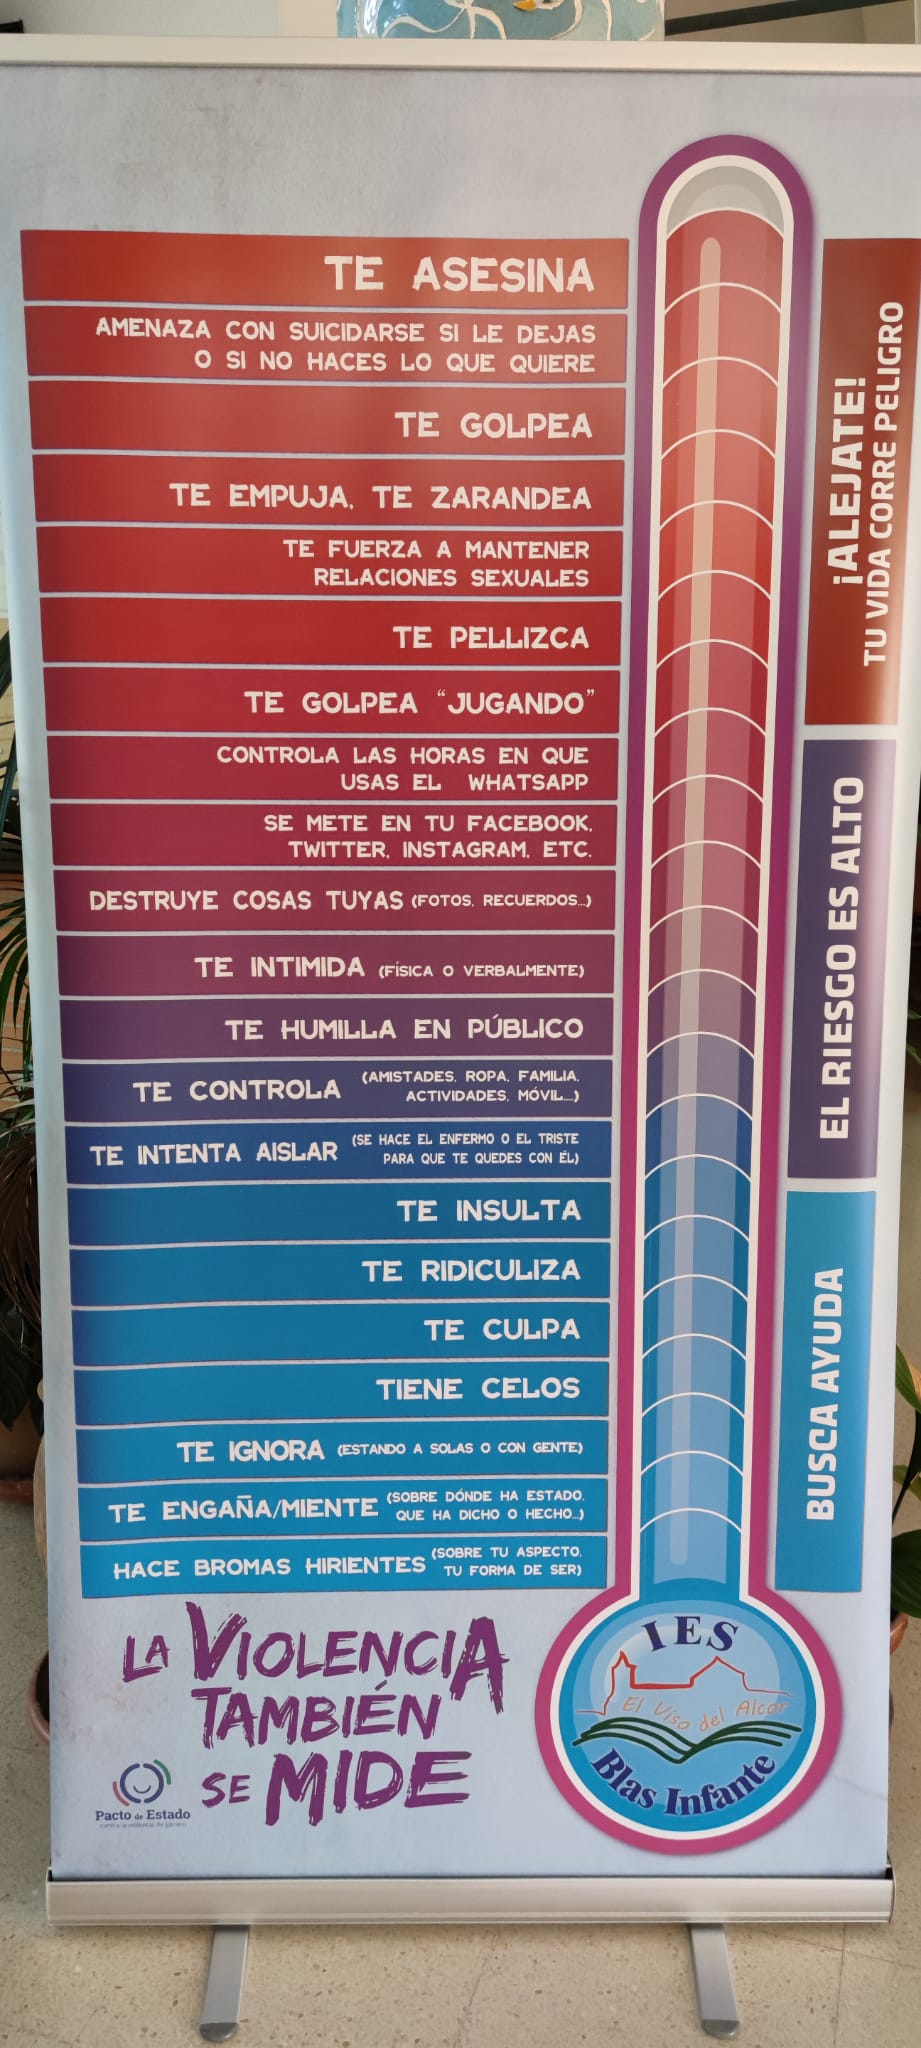 TE ASESINA
AMENAZA CON SUICIDARSE SI LE DEJAS
O SI NO HACES LO QUE QUIERE
TE GOLPEA
TE EMPUJA, TE ZARANDEA
TE FUERZA A MANTENER
RELACIONES SEXUALES
TE PELLIZCA
TE GOLPEA “JUGANDO”
¡ALEJATE!
TU VIDA CORRE PELIGRO
CONTROLA LAS HORAS EN QUE
USAS EL WHATSAPP
SE METE EN TU FACEBOOK,
TWITTER, INSTAGRAM, ETC.
DESTRUYE COSAS TUYAS (FOTOS, RECUERDOS...)
TE INTIMIDA (FÍSICA O VERBALMENTE)
TE HUMILLA EN PÚBLICO
TE CONTROLA (AMISTADES, ROPA, FAMILIA,
ACTIVIDADES, MÓVIL...)
TE INTENTA AISLAR (SE HACE EL ENFERMO O EL TRISTE
PARA QUE TE QUEDES CON ÉL)
EL RIESGO ES ALTO
TE INSULTA
TE RIDICULIZA
TE CULPA
TIENE CELOS
TE IGNORA (ESTANDO A SOLAS O CON GENTE)
TE ENGAÑA/MIENTE (SOBRE DÓNDE HA ESTADO,
QUE HA DICHO O HECHO...)
HACE BROMAS HIRIENTES (SOBRE TU ASPECTO,
TU FORMA DE SER)
BUSCA AYUDA
LA VIOLENCIA
TAMBIÉN
SE MIDE
Pacto de Estado
contra la violencia de género
IES
El Viso del Alcor
Blas Infante